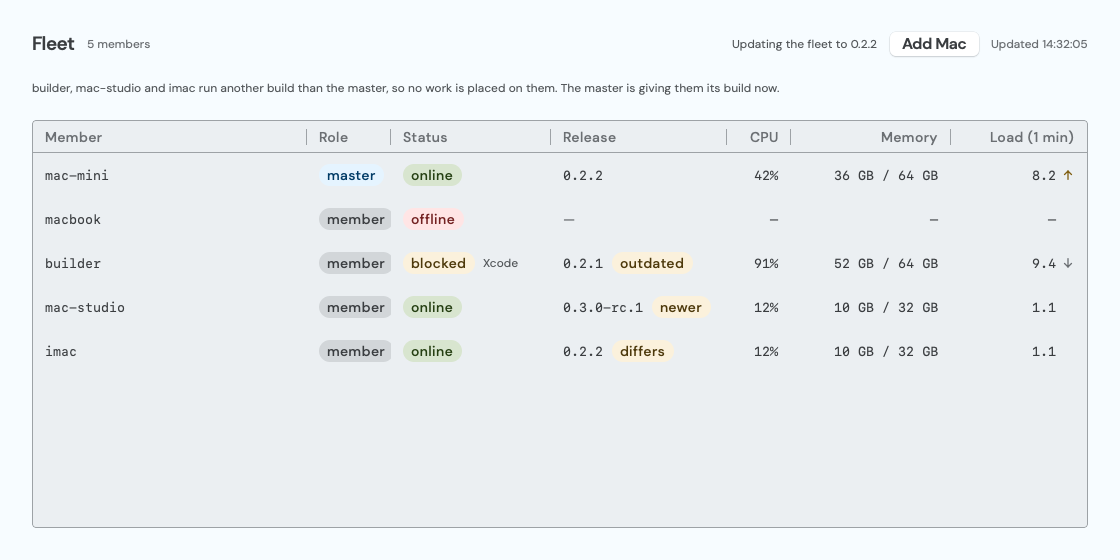 Fleet 5 members Updating the fleet to 0.2.2 Add Mac Updated 14:32:05
builder, mac-studio and imac run another build than the master, so no work is placed on them. The master is giving them its build now.
Member Role Status Release CPU Memory Load (1 min)
mac-mini master online 0.2.2 42% 36 GB / 64 GB 8.2 ↑
macbook member offline — — — —
builder member blocked Xcode 0.2.1 outdated 91% 52 GB / 64 GB 9.4 ↓
mac-studio member online 0.3.0-rc.1 newer 12% 10 GB / 32 GB 1.1
imac member online 0.2.2 differs 12% 10 GB / 32 GB 1.1